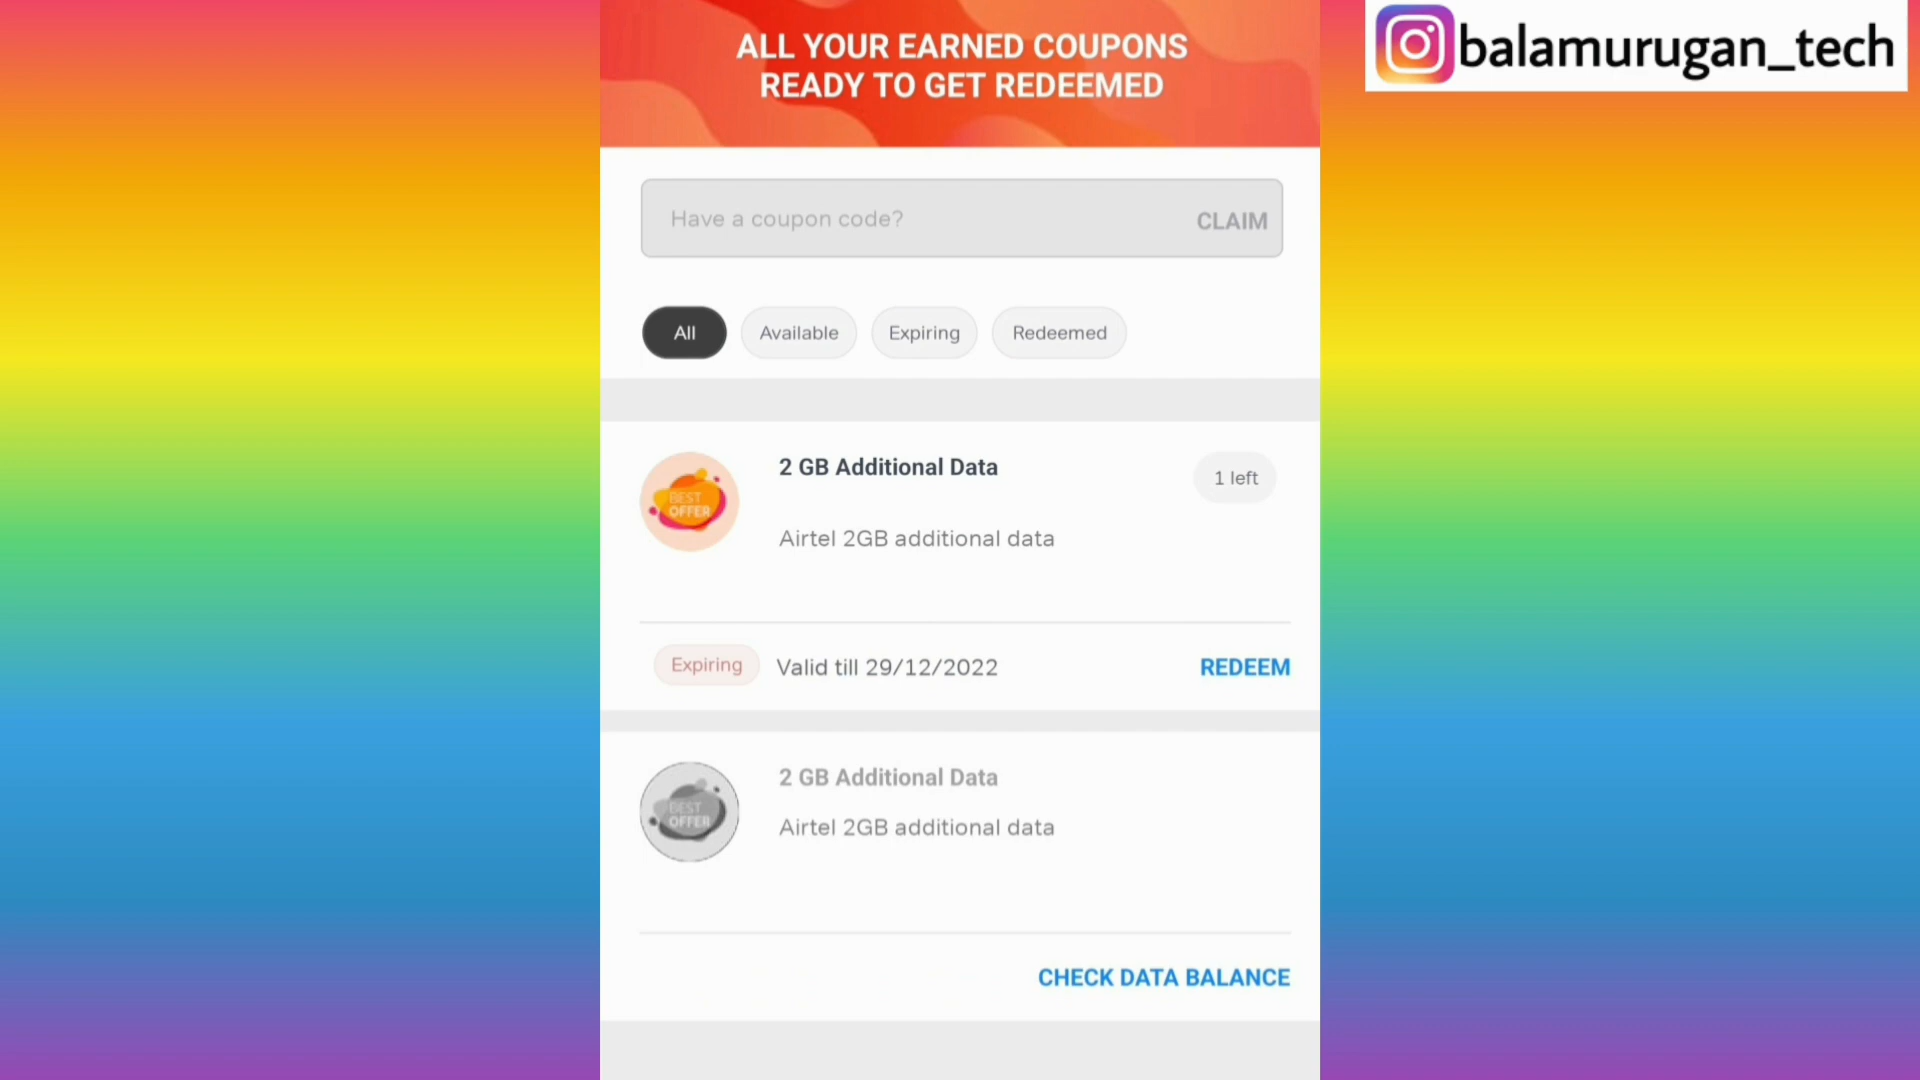 balamurugan_tech
ALL YOUR EARNED COUPONS
READY TO GET REDEEMED
Have a coupon code?
CLAIM
All
Available
Expiring
Redeemed
2 GB Additional Data
1 left
BEST
OFFER
Airtel 2GB additional data
Expiring
Valid till 29/12/2022
REDEEM
2 GB Additional Data
BEST
OFFER
Airtel 2GB additional data
CHECK DATA BALANCE